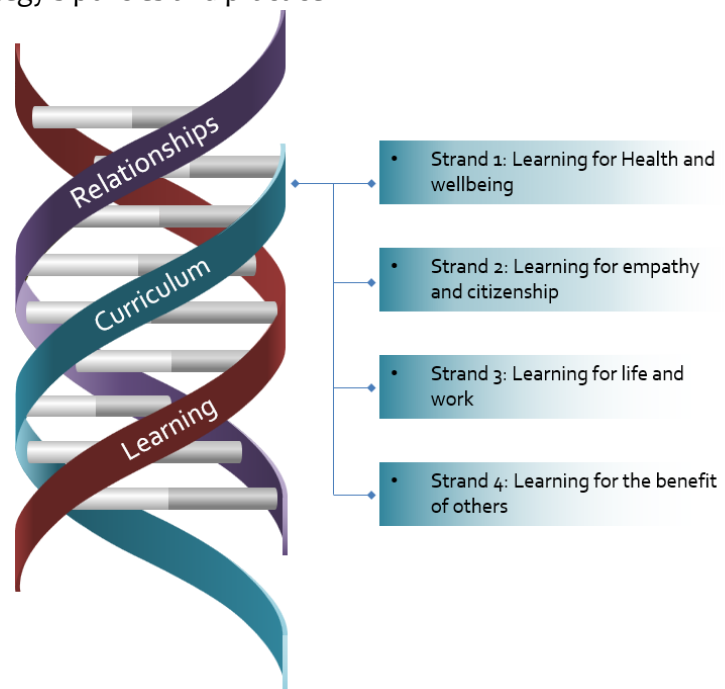 Relationships
Curriculum
Learning
• Strand 1: Learning for Health and
wellbeing
• Strand 2: Learning for empathy
and citizenship
• Strand 3: Learning for life and
work
• Strand 4: Learning for the benefit
of others